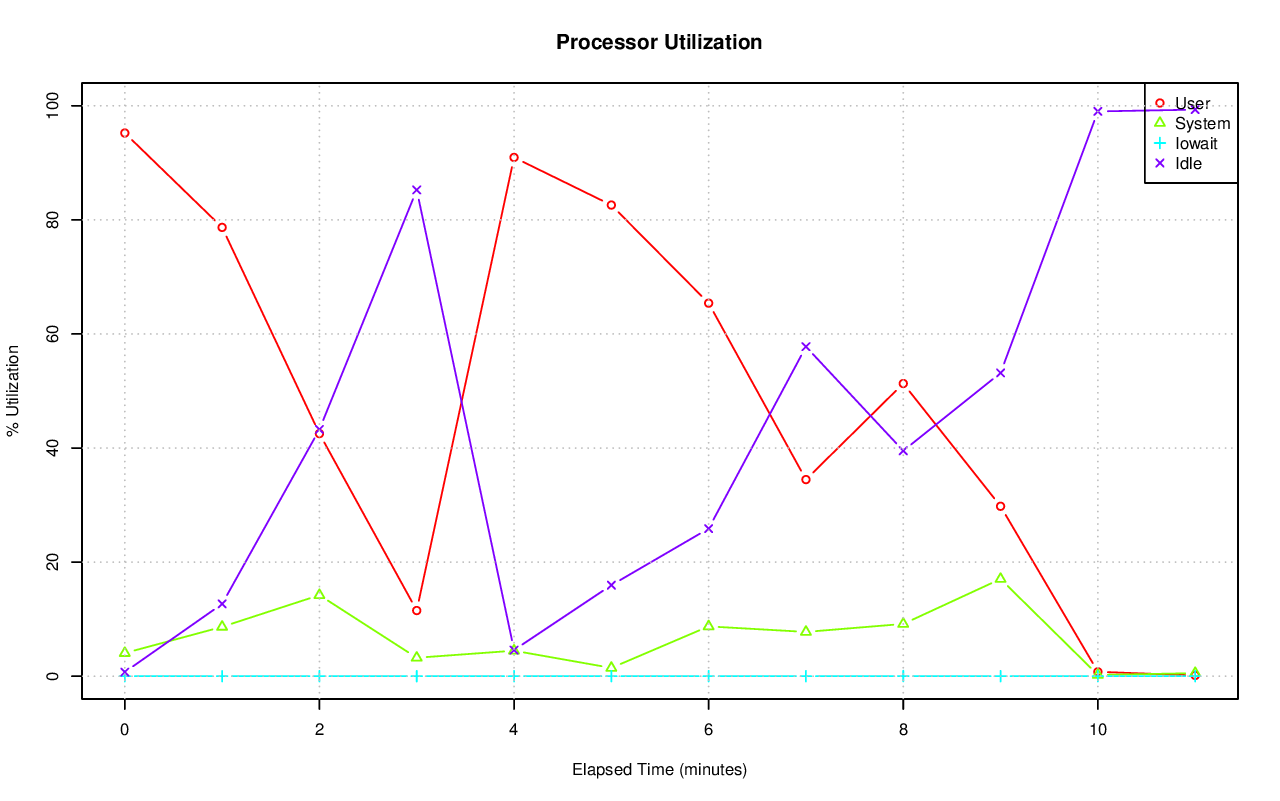 Processor Utilization
% Utilization
100
80
60
40
20
0
User
System
Iowait
Idle
0 2 4 6 8 10
Elapsed Time (minutes)